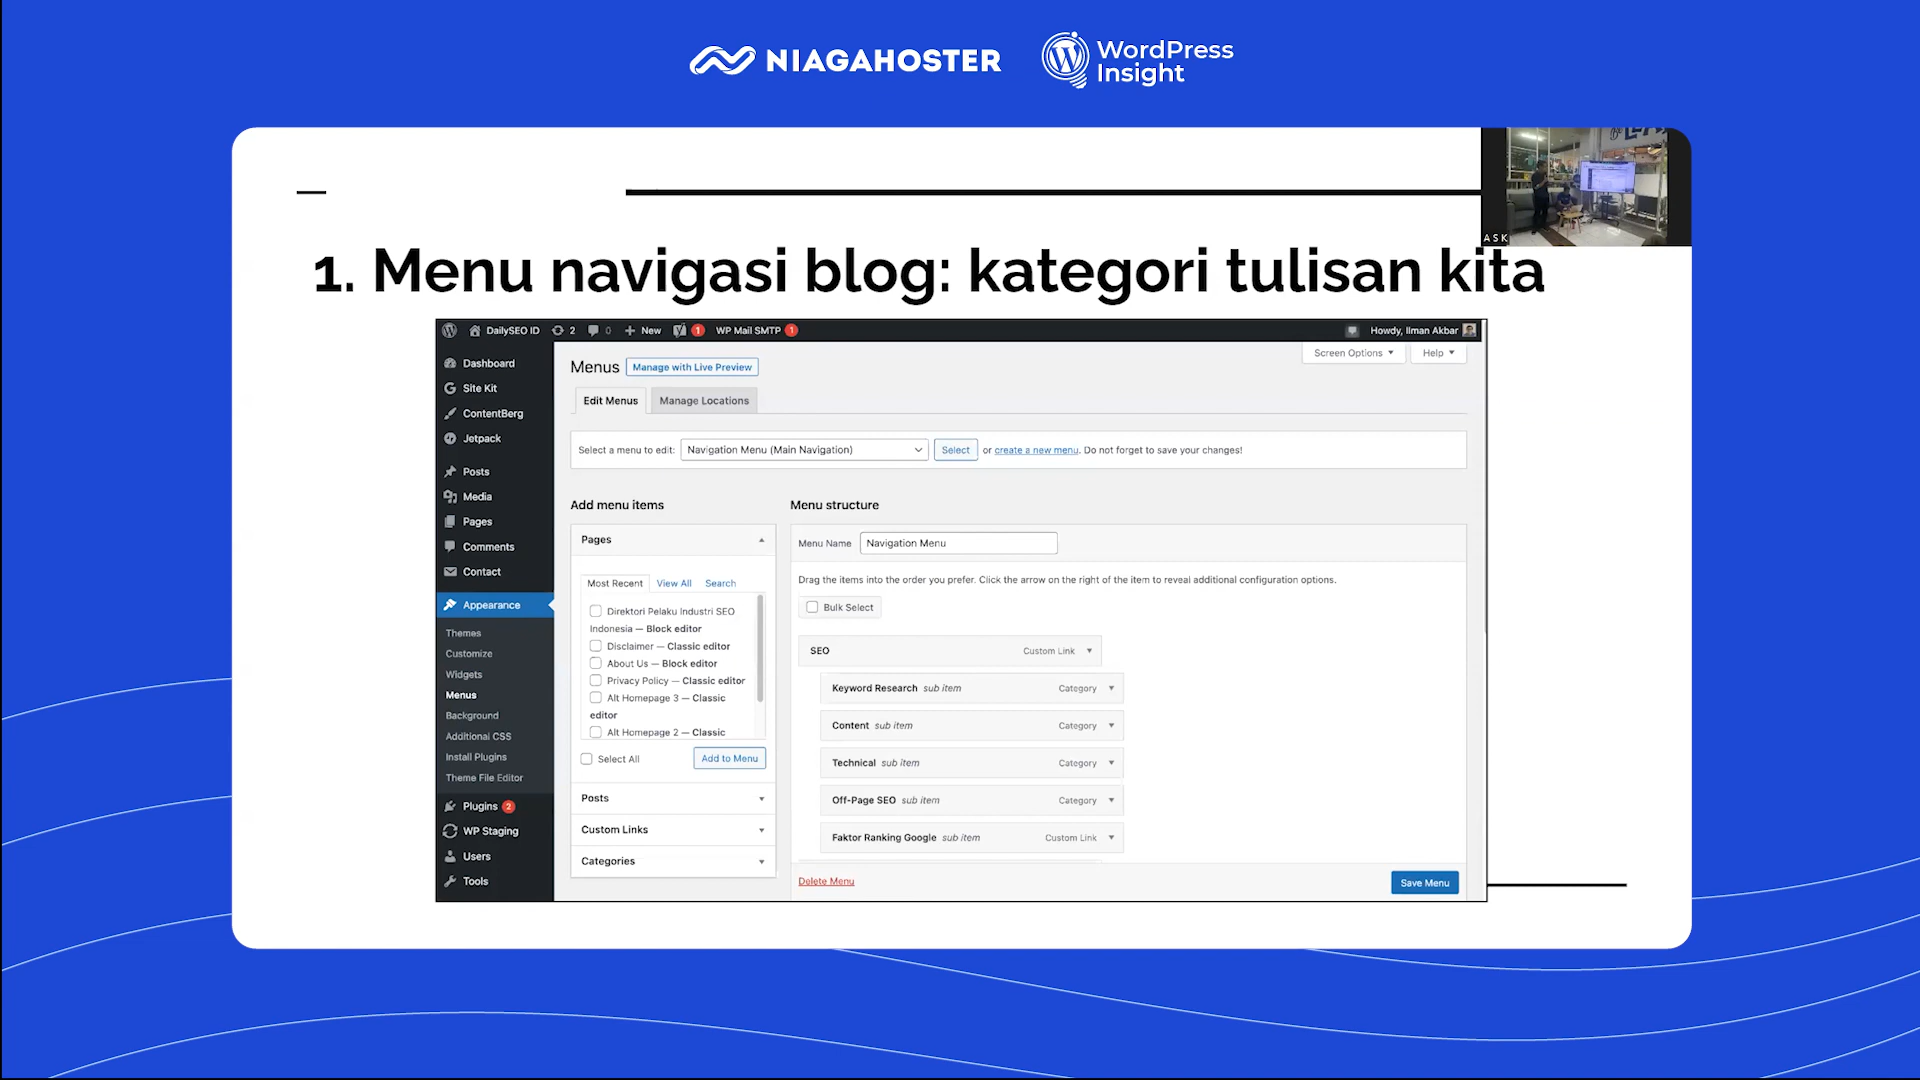 NIAGAHOSTER
WordPress
Insight
ASK
1. Menu navigasi blog: kategori tulisan kita
DailySEO ID 2 0 + New 1 WP Mail SMTP 1 Howdy, Ilman Akbar
Screen Options ▼ Help ▼
Dashboard
Site Kit
ContentBerg
Jetpack
Posts
Media
Pages
Comments
Contact
Appearance
Themes
Customize
Widgets
Menus
Background
Additional CSS
Install Plugins
Theme File Editor
Plugins 2
WP Staging
Users
Tools
Menus Manage with Live Preview
Edit Menus Manage Locations
Select a menu to edit: Navigation Menu (Main Navigation) Select or create a new menu. Do not forget to save your changes!
Add menu items
Pages
Most Recent View All Search
Direktori Pelaku Industri SEO
Indonesia — Block editor
Disclaimer — Classic editor
About Us — Block editor
Privacy Policy — Classic editor
Alt Homepage 3 — Classic
editor
Alt Homepage 2 — Classic
Select All Add to Menu
Posts
Custom Links
Categories
Menu structure
Menu Name Navigation Menu
Drag the items into the order you prefer. Click the arrow on the right of the item to reveal additional configuration options.
Bulk Select
SEO Custom Link
Keyword Research sub item Category
Content sub item Category
Technical sub item Category
Off-Page SEO sub item Category
Faktor Ranking Google sub item Custom Link
Delete Menu Save Menu